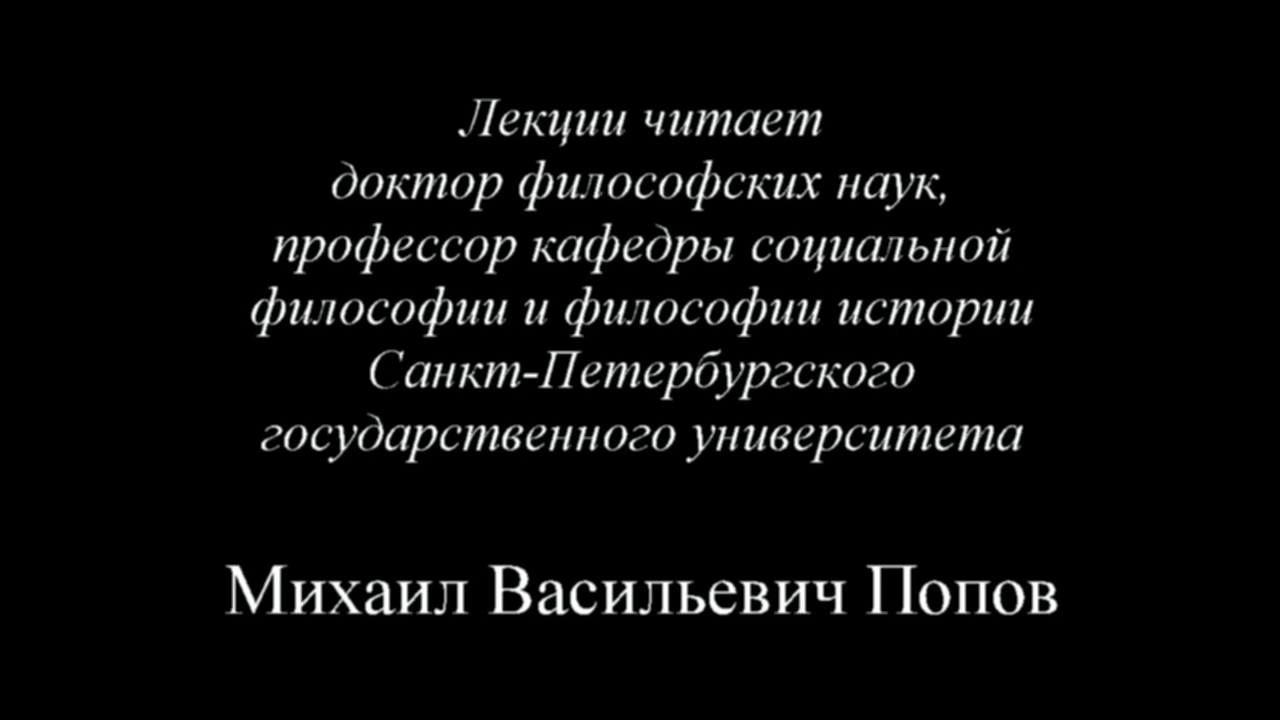 Лекции читает
доктор философских наук,
профессор кафедры социальной
философии и философии истории
Санкт-Петербургского
государственного университета
Михаил Васильевич Попов